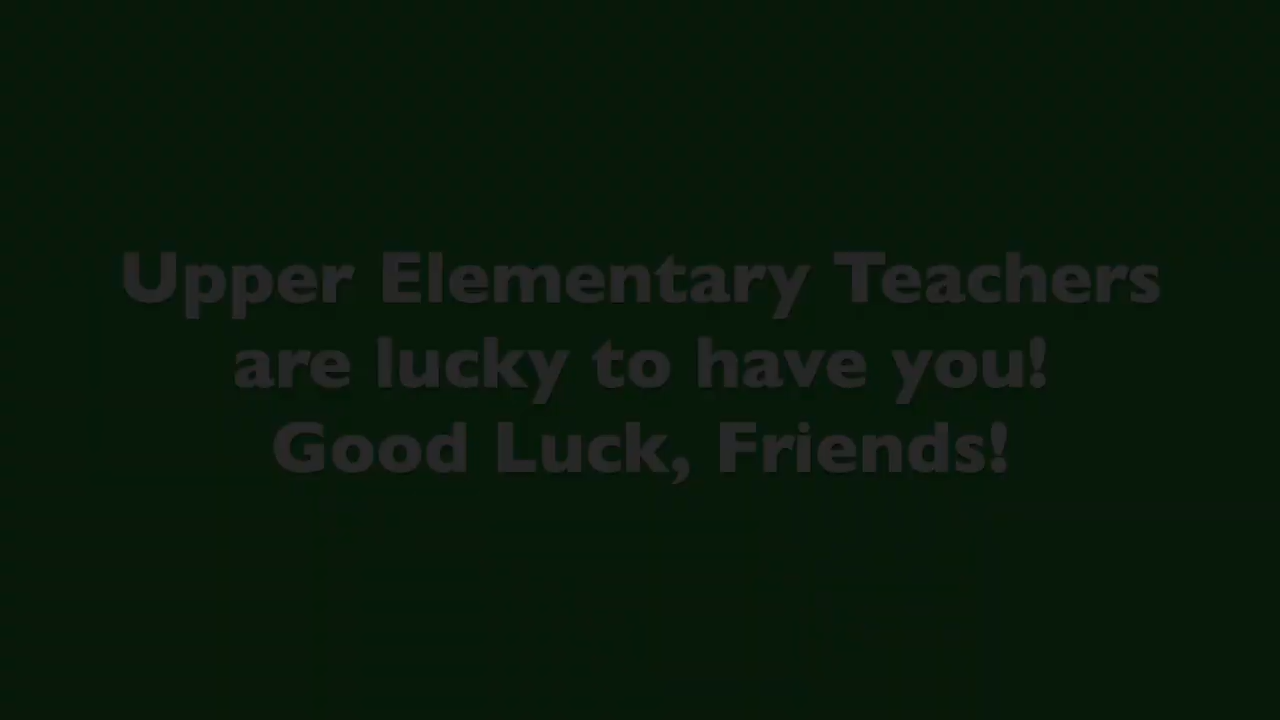 Upper Elementary Teachers
are lucky to have you!
Good Luck, Friends!